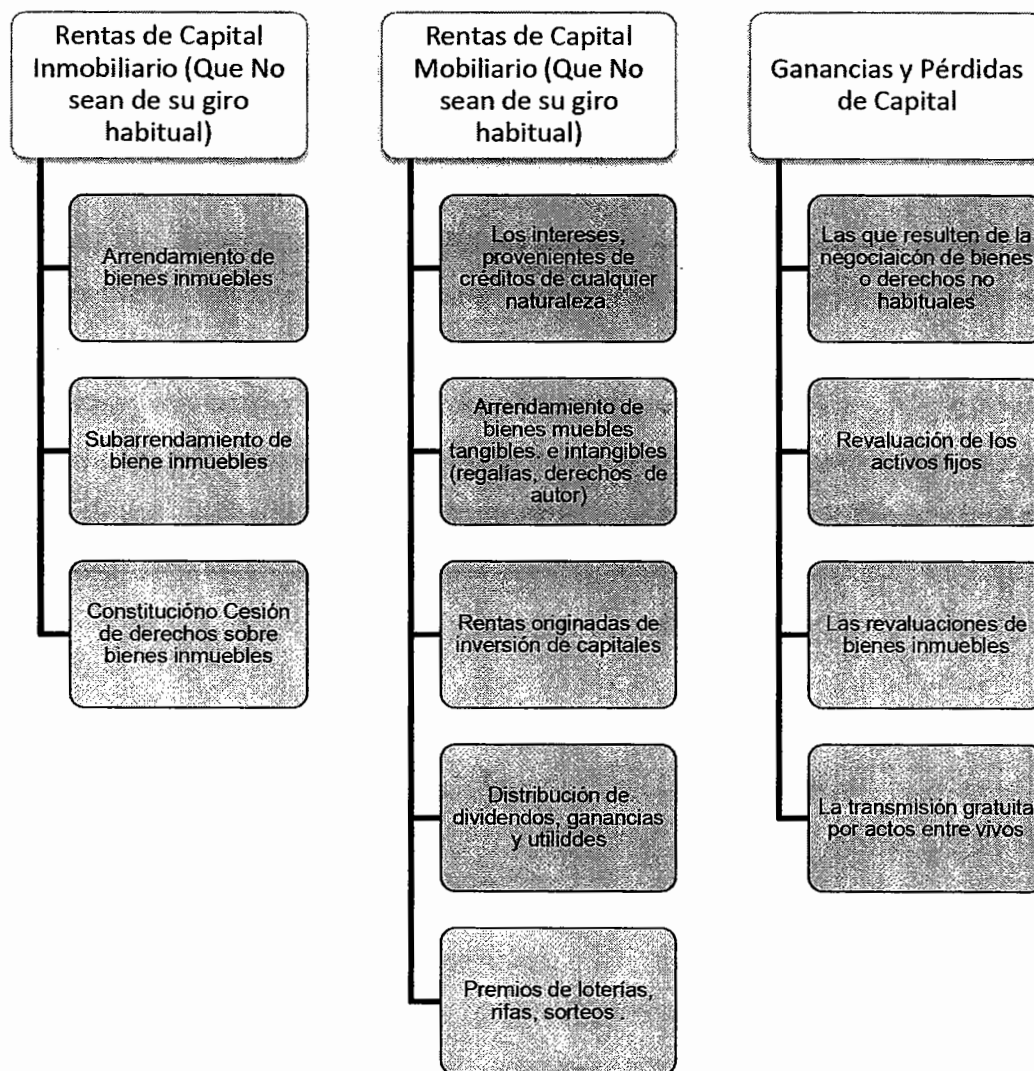 Rentas de Capital
Inmobiliario (Que No
sean de su giro
habitual)
Arrendamiento de
bienes inmuebles
Subarrendamiento de
biene inmuebles
Constitucióno Cesión
de derechos sobre
bienes inmuebles
Rentas de Capital
Mobiliario (Que No
sean de su giro
habitual)
Los intereses,
provenientes de
créditos de cualquier
naturaleza.
Arrendamiento de
bienes muebles
tangibles. e intangibles
(regalías, derechos de
autor)
Rentas originadas de
inversión de capitales
Distribución de
dividendos, ganancias
y utiliddes
Premios de loterías,
rifas, sorteos .
Ganancias y Pérdidas
de Capital
Las que resulten de la
negociaicón de bienes
o derechos no
habituales
Revaluación de los
activos fijos
Las revaluaciones de
bienes inmuebles
La transmisión gratuita
por actos entre vivos